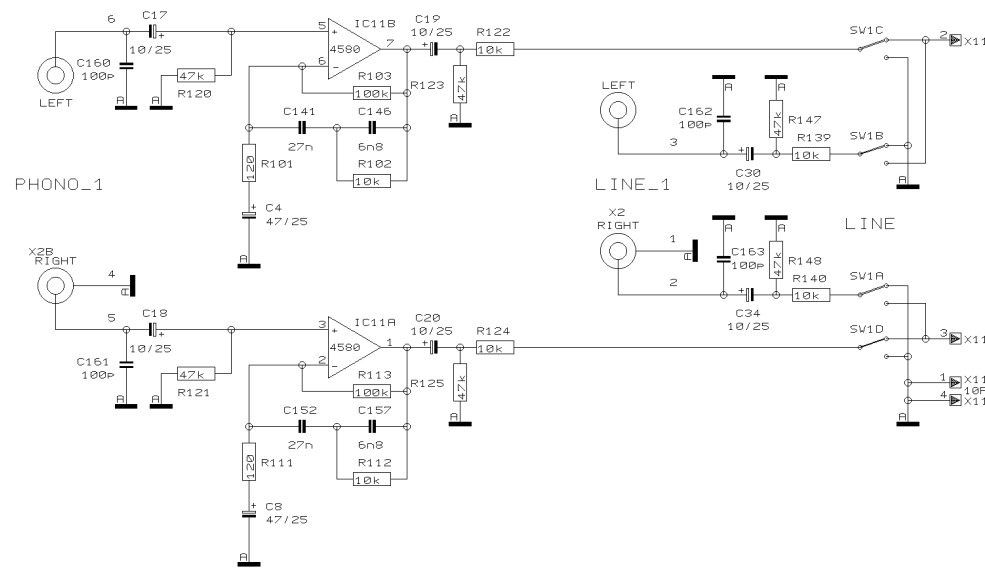 6
C17
10/25
C160
100p
LEFT
A
A
47k
R120
5
+
IC11B
4580
7
6
−
C19
10/25
+
R122
10k
R103
100k
R123
47k
A
C141
27n
C146
6n8
R102
10k
120
R101
+
C4
47/25
A
PHONO_1
SW1C
2
X11
LEFT
3
A
C162
100p
A
47k
R147
R139
10k
+
C30
10/25
SW1B
A
LINE_1
LINE
X2
RIGHT
1
A
2
A
C163
100p
A
47k
R148
R140
10k
+
C34
10/25
SW1A
SW1D
3
X11
1
X11
10P
4
X11
A
X2B
RIGHT
4
A
5
C18
+
10/25
C161
100p
A
A
47k
R121
3
+
IC11A
4580
1
2
−
C20
10/25
+
R124
10k
R113
100k
R125
47k
A
C152
27n
C157
6n8
R112
10k
120
R111
+
C8
47/25
A